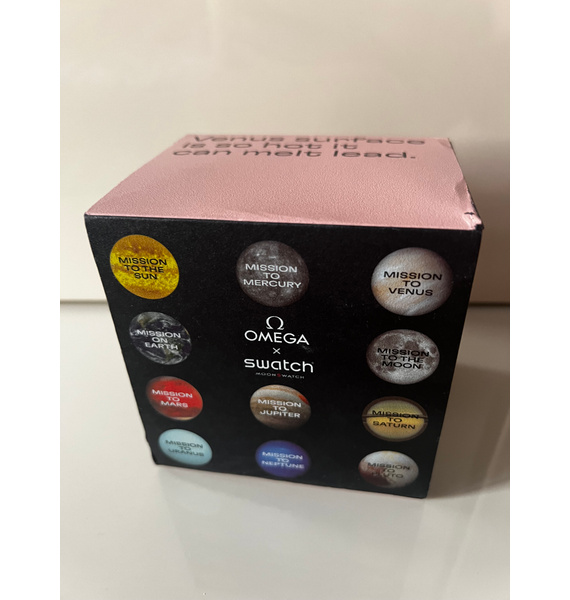 Venus surface
is so hot it
can melt lead.
MISSION
TO THE
SUN
MISSION
TO
MERCURY
MISSION
TO
VENUS
MISSION
ON
EARTH
Ω
OMEGA
×
swatch
MOONSWATCH
MISSION
TO THE
MOON
MISSION
TO
MARS
MISSION
TO
JUPITER
MISSION
TO
SATURN
MISSION
TO
URANUS
MISSION
TO
NEPTUNE
MISSION
TO
PLUTO